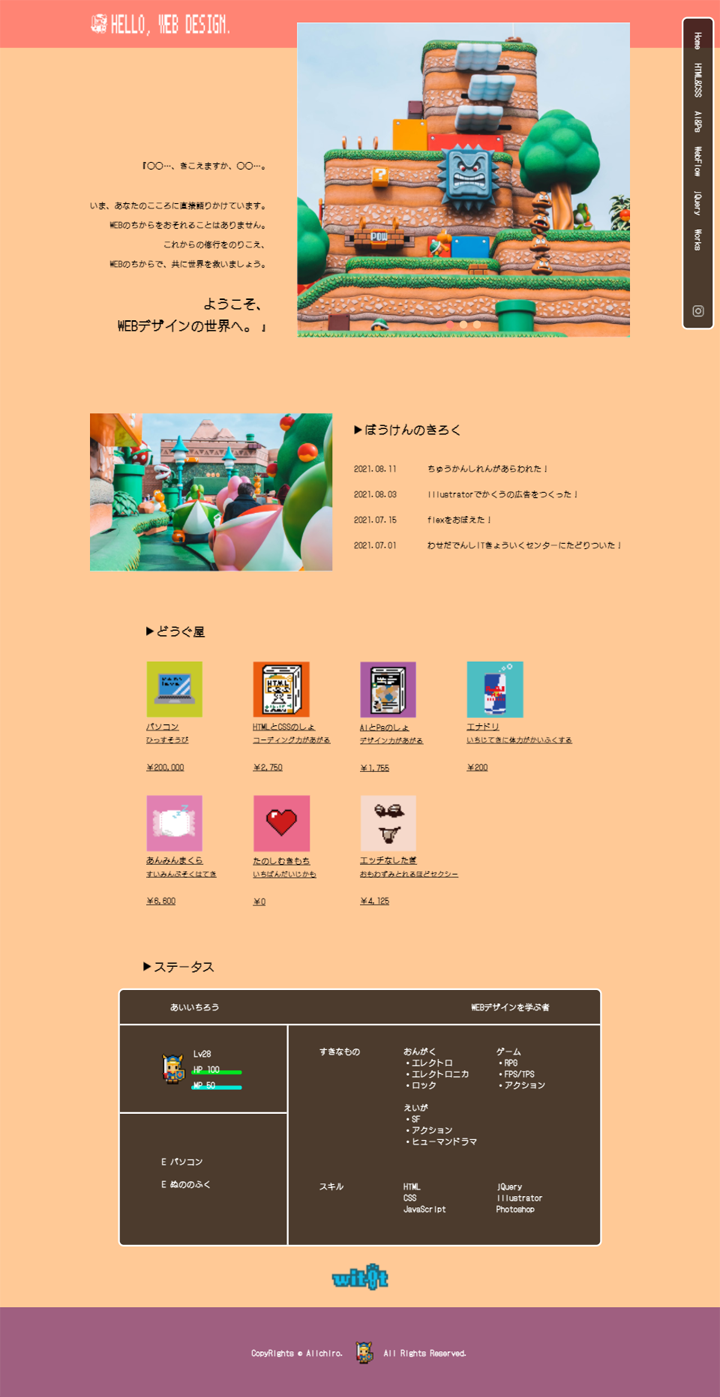 HELLO, WEB DESIGN.
Home
HTML&CSS
Ai&Ps
WebFlow
jQuery
Works
『○○…、きこえますか、○○…。
いま、あなたのこころに直接語りかけています。
WEBのちからをおそれることはありません。
これからの修行をのりこえ、
WEBのちからで、共に世界を救いましょう。
ようこそ、
WEBデザインの世界へ。』
POW
▶ぼうけんのきろく
2021.08.11 ちゅうかんしれんがあらわれた！
2021.08.03 Illustratorでかくうの広告をつくった！
2021.07.15 flexをおぼえた！
2021.07.01 わせだでんしITきょういくセンターにたどりついた！
▶どうぐ屋
パソコン
ひっすそうび
￥200,000
HTML
HTMLとCSSのしょ
コーディング力があがる
￥2,750
AiとPsのしょ
デザイン力があがる
￥1,755
エナドリ
いちじてきに体力がかいふくする
￥200
あんみんまくら
すいみんぶそくはてき
￥6,600
たのしむきもち
いちばんだいじかも
￥0
エッチなしたぎ
おもわずみとれるほどセクシー
￥4,125
▶ステータス
あいいちろう
WEBデザインを学ぶ者
Lv28
HP 100
MP 50
E パソコン
E ぬののふく
すきなもの
おんがく
・エレクトロ
・エレクトロニカ
・ロック
ゲーム
・RPG
・FPS/TPS
・アクション
えいが
・SF
・アクション
・ヒューマンドラマ
スキル
HTML
CSS
JavaScript
jQuery
Illustrator
Photoshop
wit9t
CopyRights © Aiichiro. All Rights Reserved.